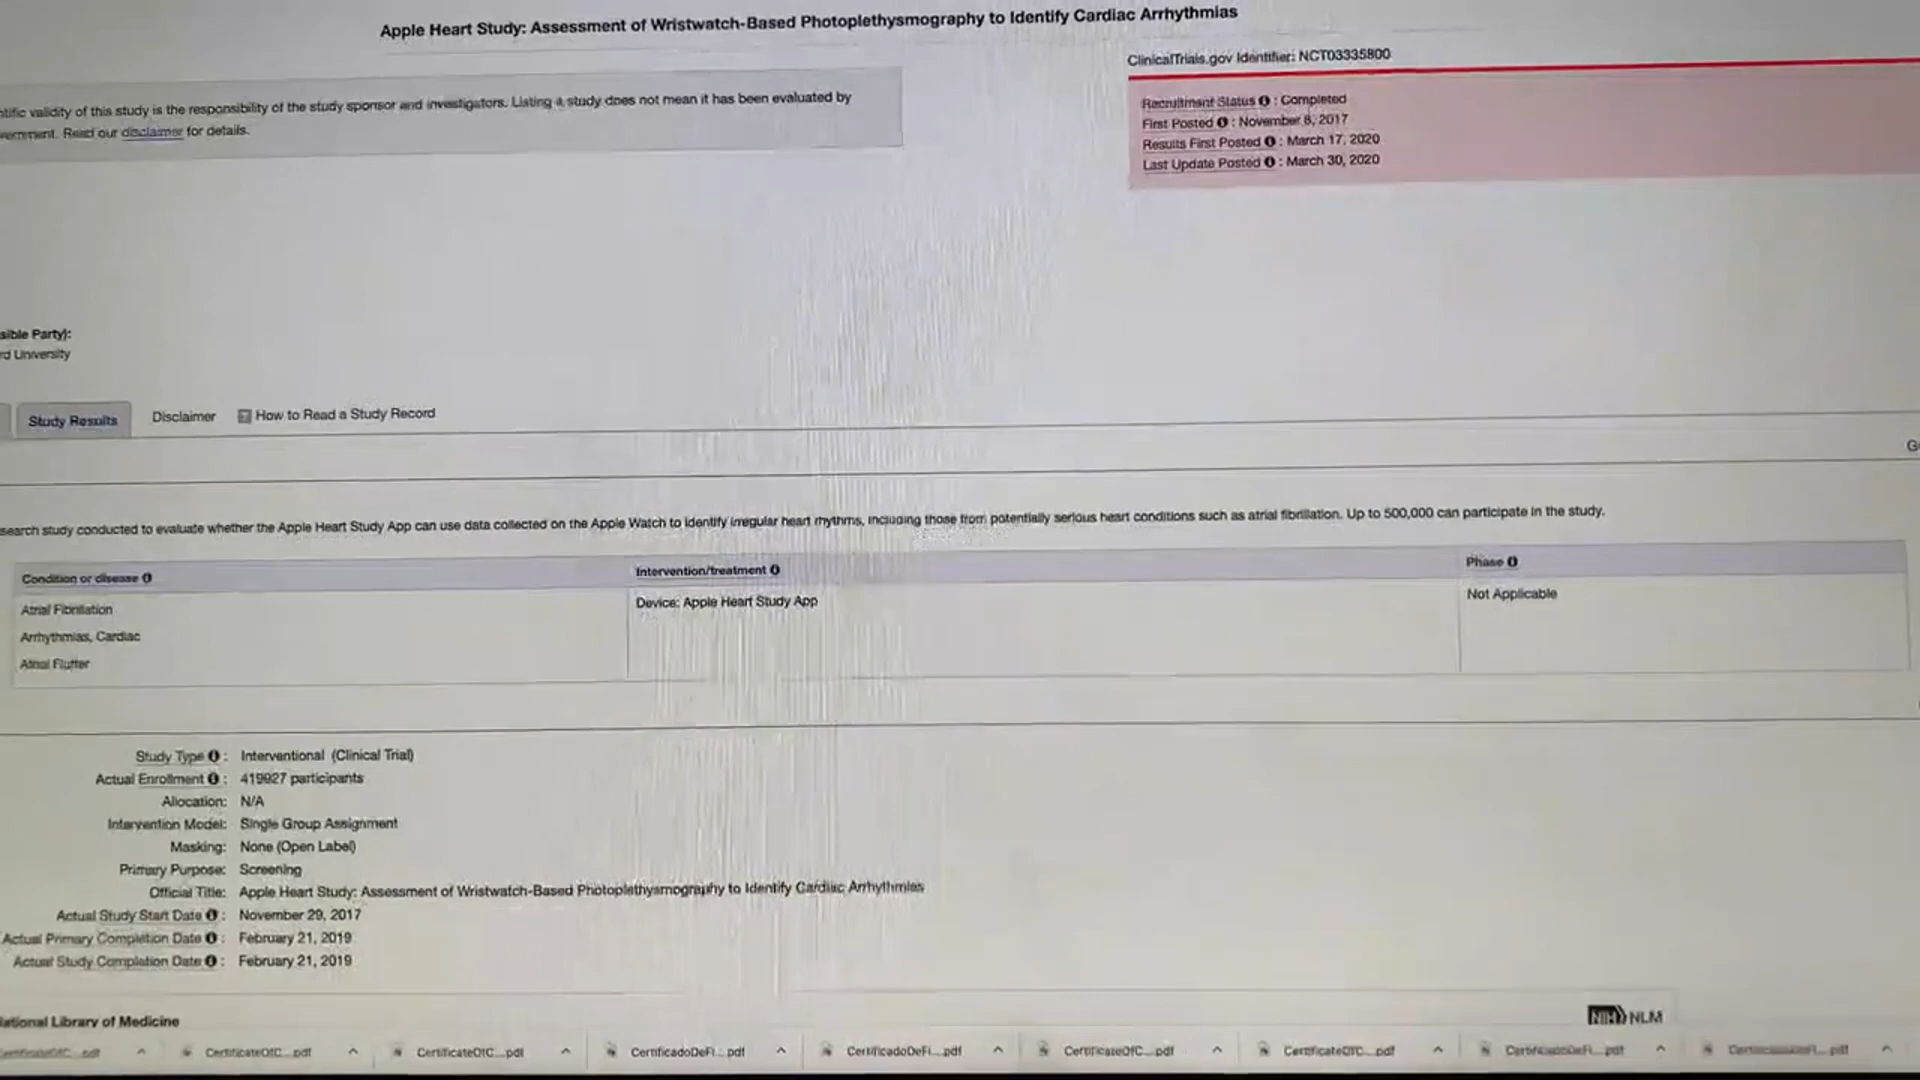 Apple Heart Study: Assessment of Wristwatch-Based Photoplethysmography to Identify Cardiac Arrhythmias
ClinicalTrials.gov Identifier: NCT03335800
ntific validity of this study is the responsibility of the study sponsor and investigators. Listing a study does not mean it has been evaluated by
vernment. Read our disclaimer for details.
Recruitment Status : Completed
First Posted : November 8, 2017
Results First Posted : March 17, 2020
Last Update Posted : March 30, 2020
sible Party):
rd University
Study Results Disclaimer How to Read a Study Record
G
search study conducted to evaluate whether the Apple Heart Study App can use data collected on the Apple Watch to identify irregular heart rhythms, including those from potentially serious heart conditions such as atrial fibrillation. Up to 500,000 can participate in the study.
Condition or disease Intervention/treatment Phase
Atrial Fibrillation Device: Apple Heart Study App Not Applicable
Arrhythmias, Cardiac
Atrial Flutter
Study Type : Interventional (Clinical Trial)
Actual Enrollment : 419927 participants
Allocation: N/A
Intervention Model: Single Group Assignment
Masking: None (Open Label)
Primary Purpose: Screening
Official Title: Apple Heart Study: Assessment of Wristwatch-Based Photoplethysmography to Identify Cardiac Arrhythmias
Actual Study Start Date : November 29, 2017
Actual Primary Completion Date : February 21, 2019
Actual Study Completion Date : February 21, 2019
ational Library of Medicine
NIH NLM
CertificateOfC....pdf CertificateOfC....pdf CertificadoDeFi....pdf CertificadoDeFi....pdf CertificateOfC....pdf CertificateOfC....pdf CertificadoDeFi....pdf